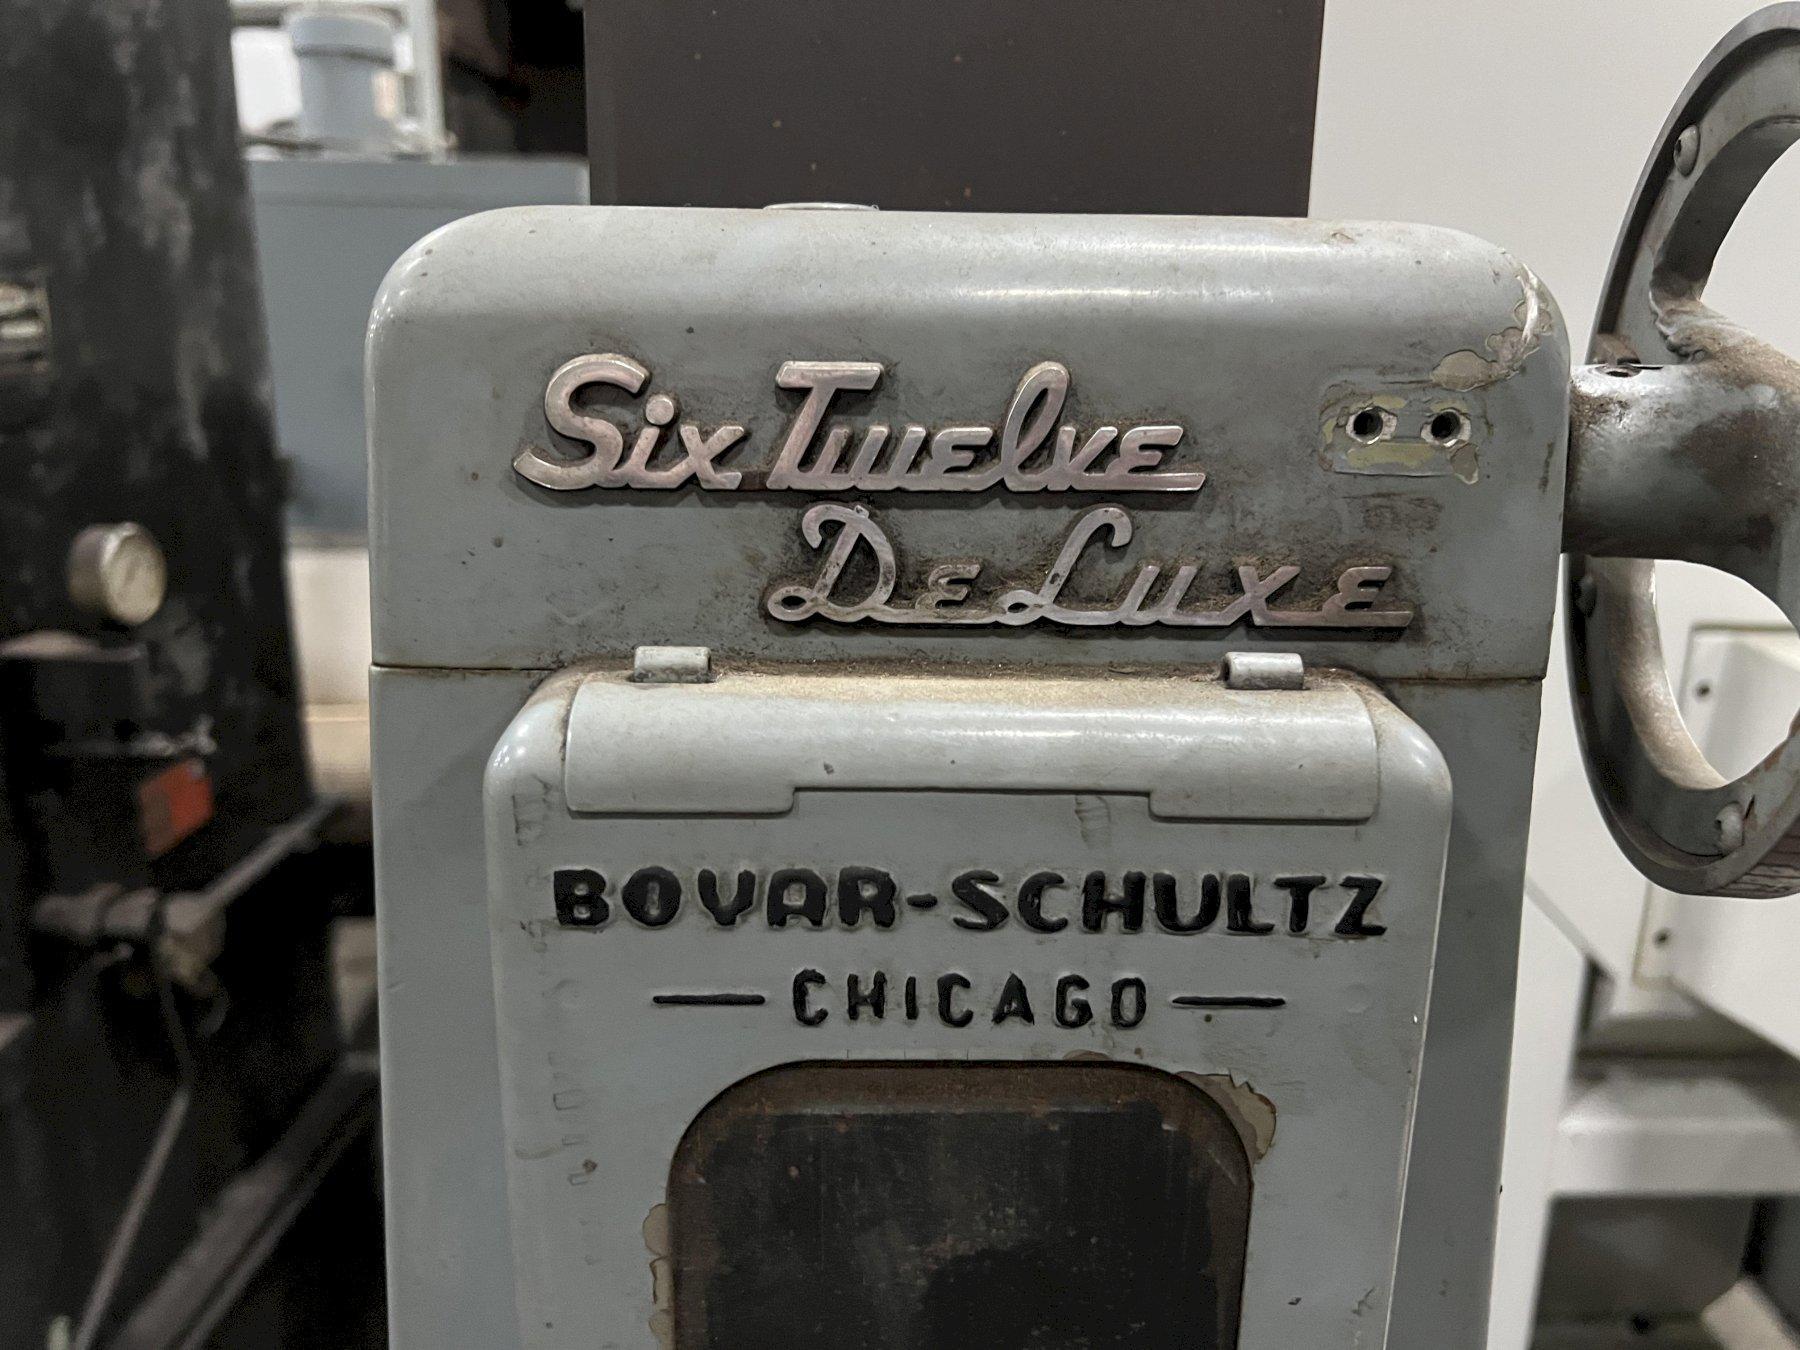 Six Twelve
DeLuxe
BOYAR-SCHULTZ
CHICAGO